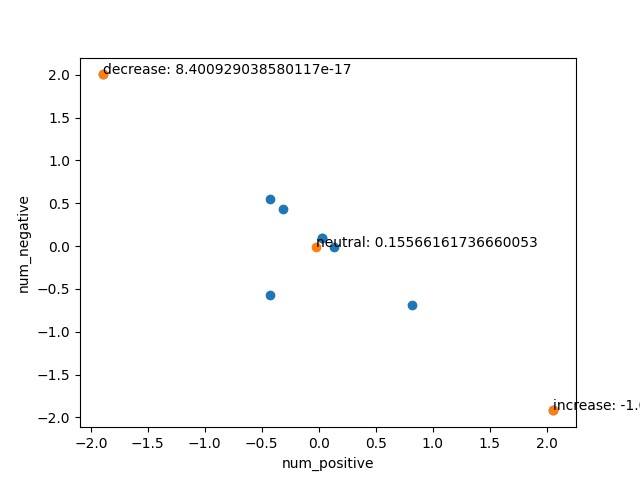 decrease: 8.400929038580117e-17
2.0
1.5
1.0
0.5
0.0
−0.5
−1.0
−1.5
−2.0
neutral: 0.15566161736660053
increase: -1.0
−2.0 −1.5 −1.0 −0.5 0.0 0.5 1.0 1.5 2.0
num_positive
num_negative